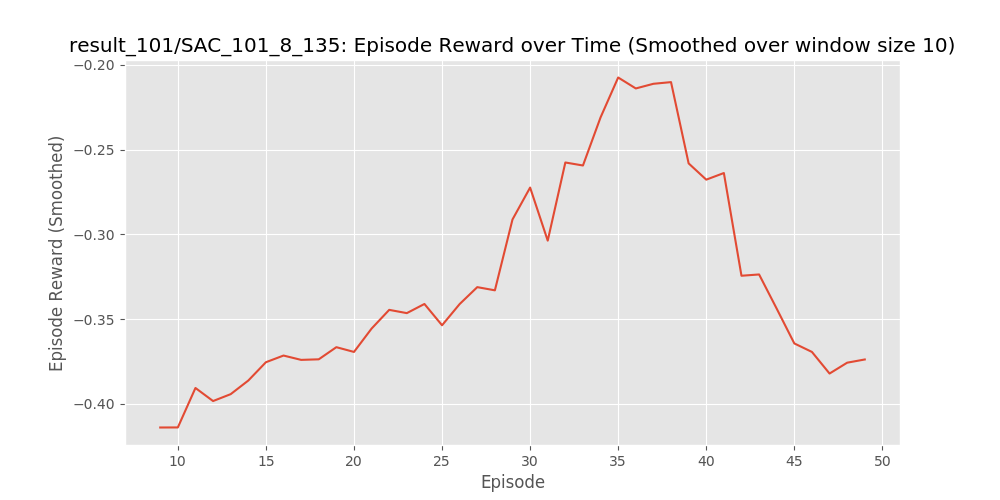 result_101/SAC_101_8_135: Episode Reward over Time (Smoothed over window size 10)
Episode Reward (Smoothed)
−0.20
−0.25
−0.30
−0.35
−0.40
10 15 20 25 30 35 40 45 50
Episode